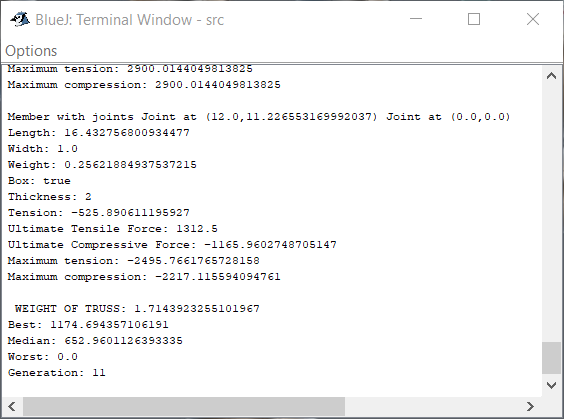 BlueJ: Terminal Window - src
Options
Maximum tension: 2900.0144049813825
Maximum compression: 2900.0144049813825
Member with joints Joint at (12.0,11.226553169992037) Joint at (0.0,0.0)
Length: 16.432756800934477
Width: 1.0
Weight: 0.25621884937537215
Box: true
Thickness: 2
Tension: -525.890611195927
Ultimate Tensile Force: 1312.5
Ultimate Compressive Force: -1165.9602748705147
Maximum tension: -2495.7661765728158
Maximum compression: -2217.115594094761
WEIGHT OF TRUSS: 1.7143923255101967
Best: 1174.694357106191
Median: 652.9601126393335
Worst: 0.0
Generation: 11